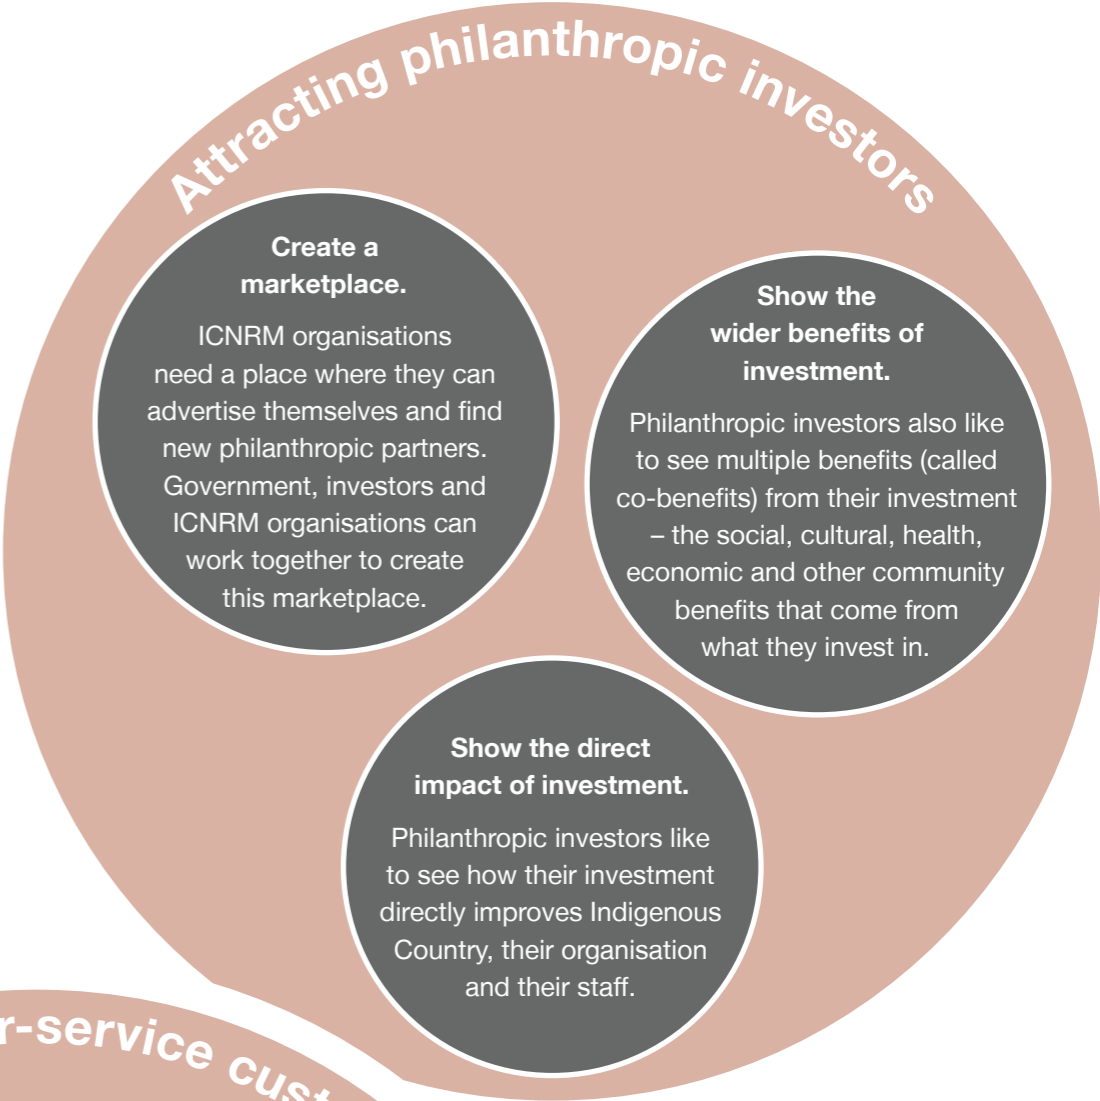 Attracting philanthropic investors
Create a
marketplace.
ICNRM organisations
need a place where they can
advertise themselves and find
new philanthropic partners.
Government, investors and
ICNRM organisations can
work together to create
this marketplace.
Show the
wider benefits of
investment.
Philanthropic investors also like
to see multiple benefits (called
co-benefits) from their investment
– the social, cultural, health,
economic and other community
benefits that come from
what they invest in.
Show the direct
impact of investment.
Philanthropic investors like
to see how their investment
directly improves Indigenous
Country, their organisation
and their staff.
r-service cust